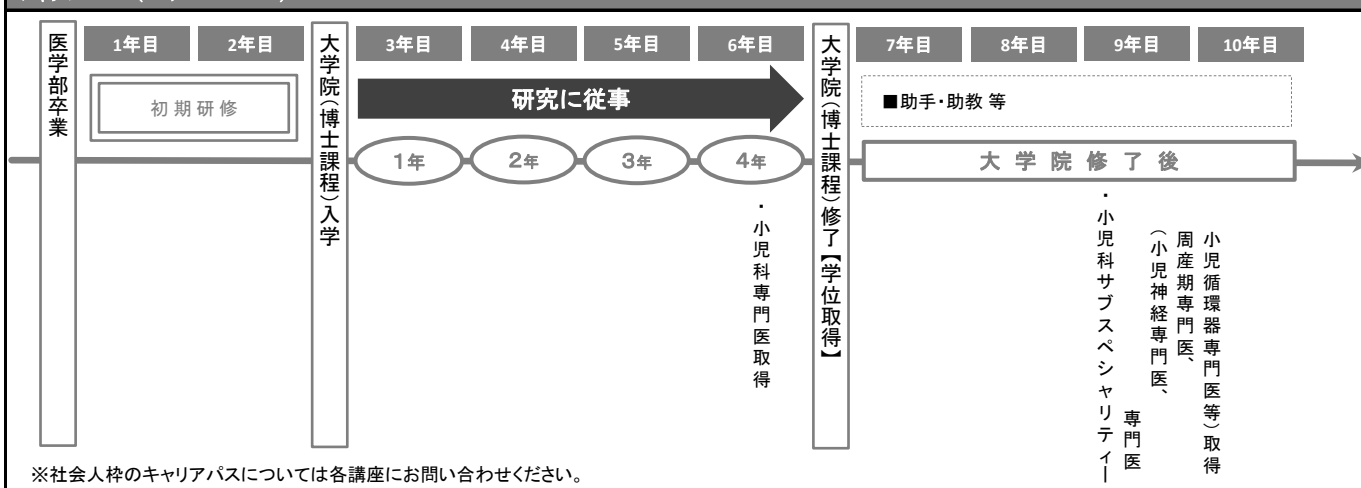 医学部卒業
1年目
2年目
初期研修
大学院（博士課程）入学
3年目
4年目
5年目
6年目
研究に従事
1年
2年
3年
4年
・小児科専門医取得
大学院（博士課程）修了【学位取得】
7年目
8年目
9年目
10年目
■助手・助教 等
大学院修了後
・小児科サブスペシャリティー
専門医
（小児神経専門医、
周産期専門医、
小児循環器専門医等）取得
※社会人枠のキャリアパスについては各講座にお問い合わせください。